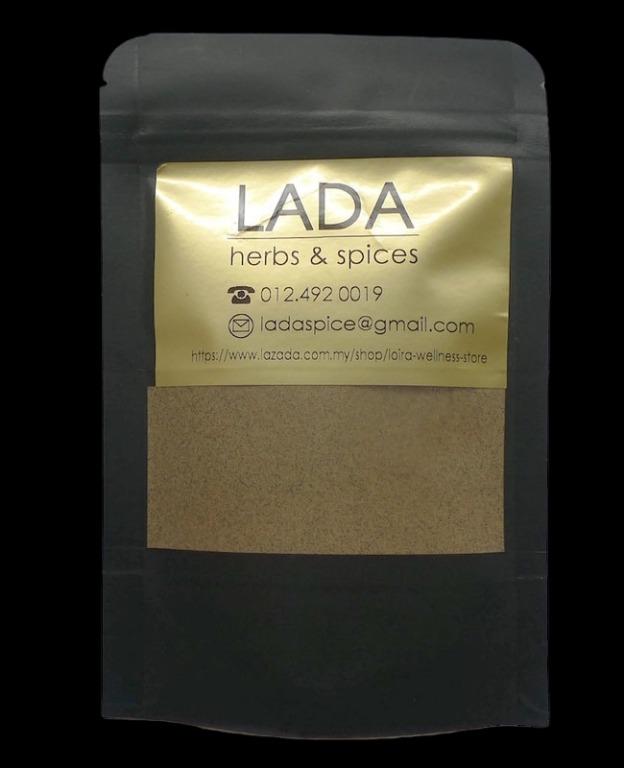 LADA
herbs & spices
012.492 0019
ladaspice@gmail.com
https://www.lazada.com.my/shop/loira-wellness-store